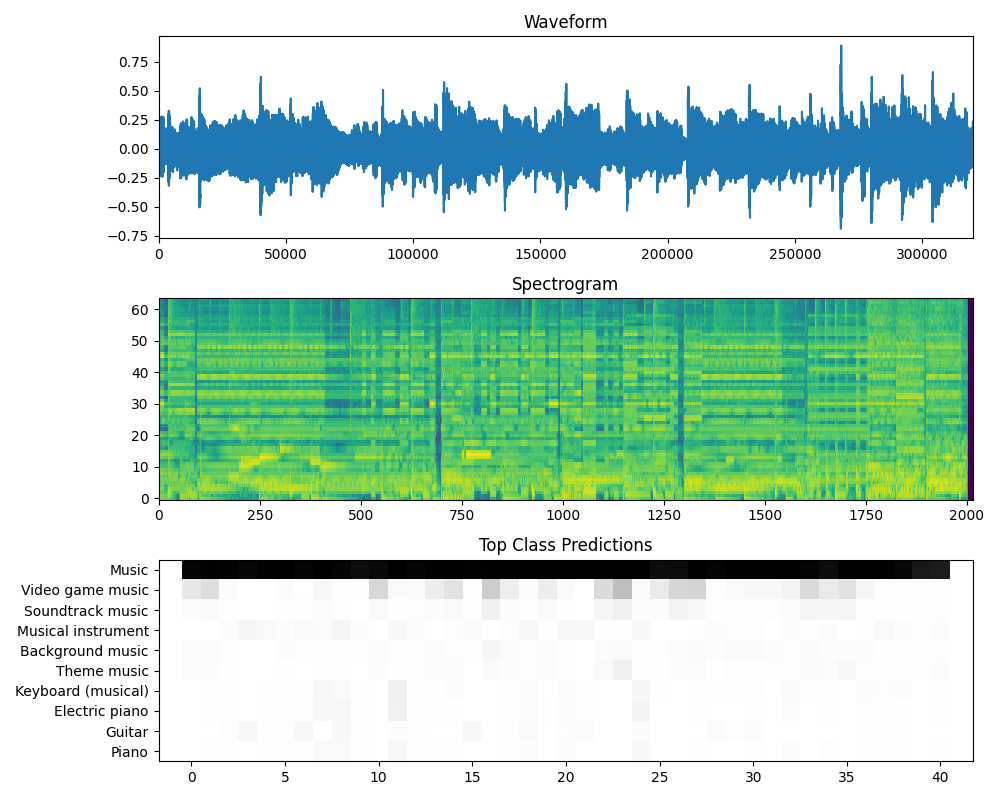 Waveform
0.75
0.50
0.25
0.00
−0.25
−0.50
−0.75
0 50000 100000 150000 200000 250000 300000
Spectrogram
60
50
40
30
20
10
0
0 250 500 750 1000 1250 1500 1750 2000
Top Class Predictions
Music
Video game music
Soundtrack music
Musical instrument
Background music
Theme music
Keyboard (musical)
Electric piano
Guitar
Piano
0 5 10 15 20 25 30 35 40